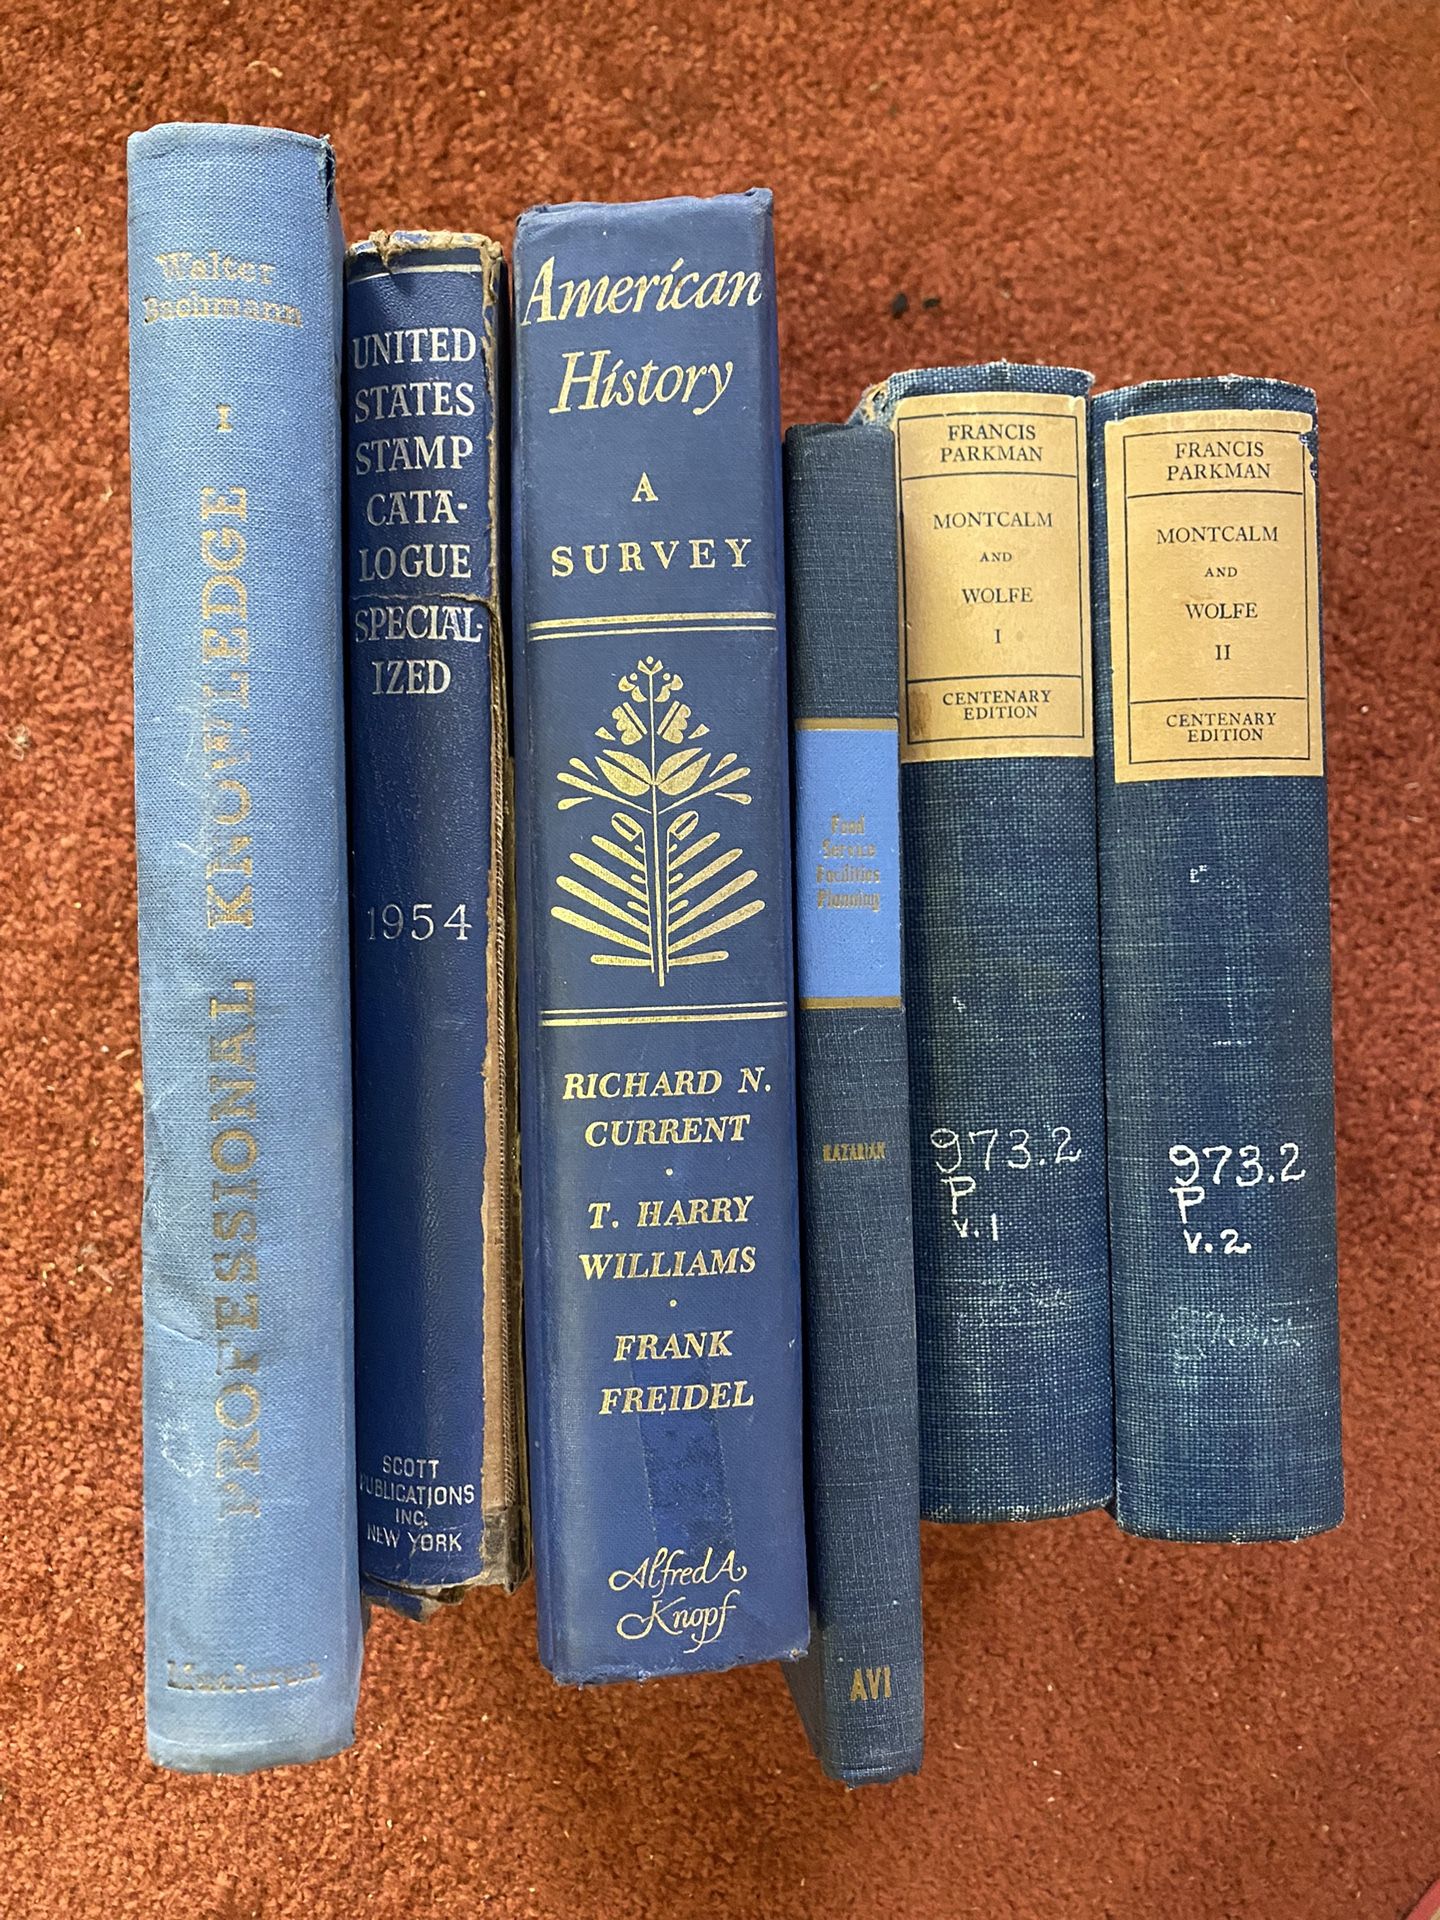 Walter
Bachmann
I
PROFESSIONAL KNOWLEDGE
Maclaren
UNITED
STATES
STAMP
CATA-
LOGUE
SPECIAL-
IZED
1954
SCOTT
PUBLICATIONS
INC.
NEW YORK
American
History
A
SURVEY
RICHARD N.
CURRENT
·
T. HARRY
WILLIAMS
·
FRANK
FREIDEL
Alfred A.
Knopf
Food
Service
Facilities
Planning
KAZARIAN
AVI
FRANCIS
PARKMAN
MONTCALM
AND
WOLFE
I
CENTENARY
EDITION
973.2
P
v.1
FRANCIS
PARKMAN
MONTCALM
AND
WOLFE
II
CENTENARY
EDITION
973.2
P
v.2